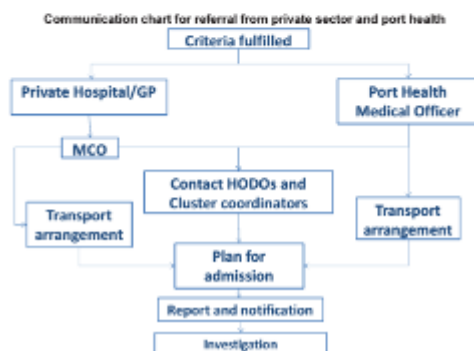 Communication chart for referral from private sector and port health
Criteria fulfilled
Private Hospital/GP
Port Health
Medical Officer
MCO
Contact HODOs and
Cluster coordinators
Transport
arrangement
Transport
arrangement
Plan for
admission
Report and notification
Investigation